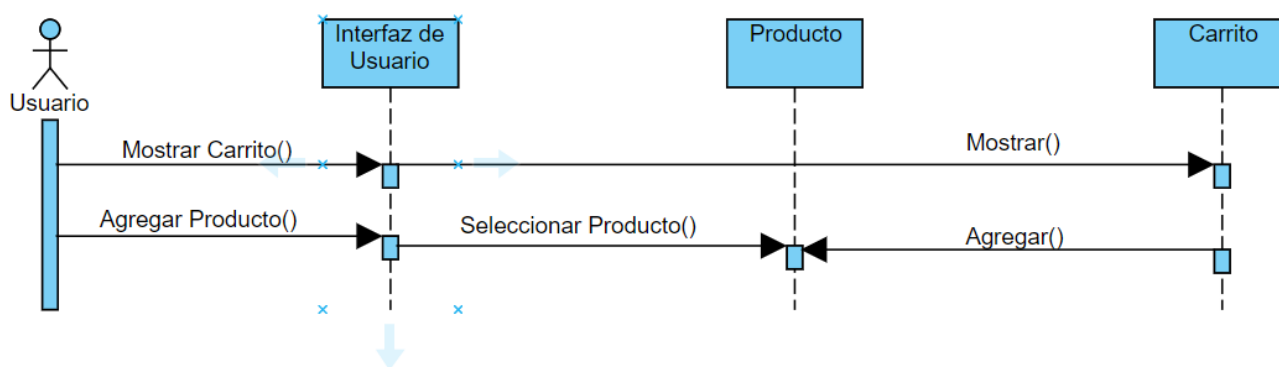 Interfaz de
Usuario
Producto
Carrito
Usuario
Mostrar Carrito()
Mostrar()
Agregar Producto()
Seleccionar Producto()
Agregar()